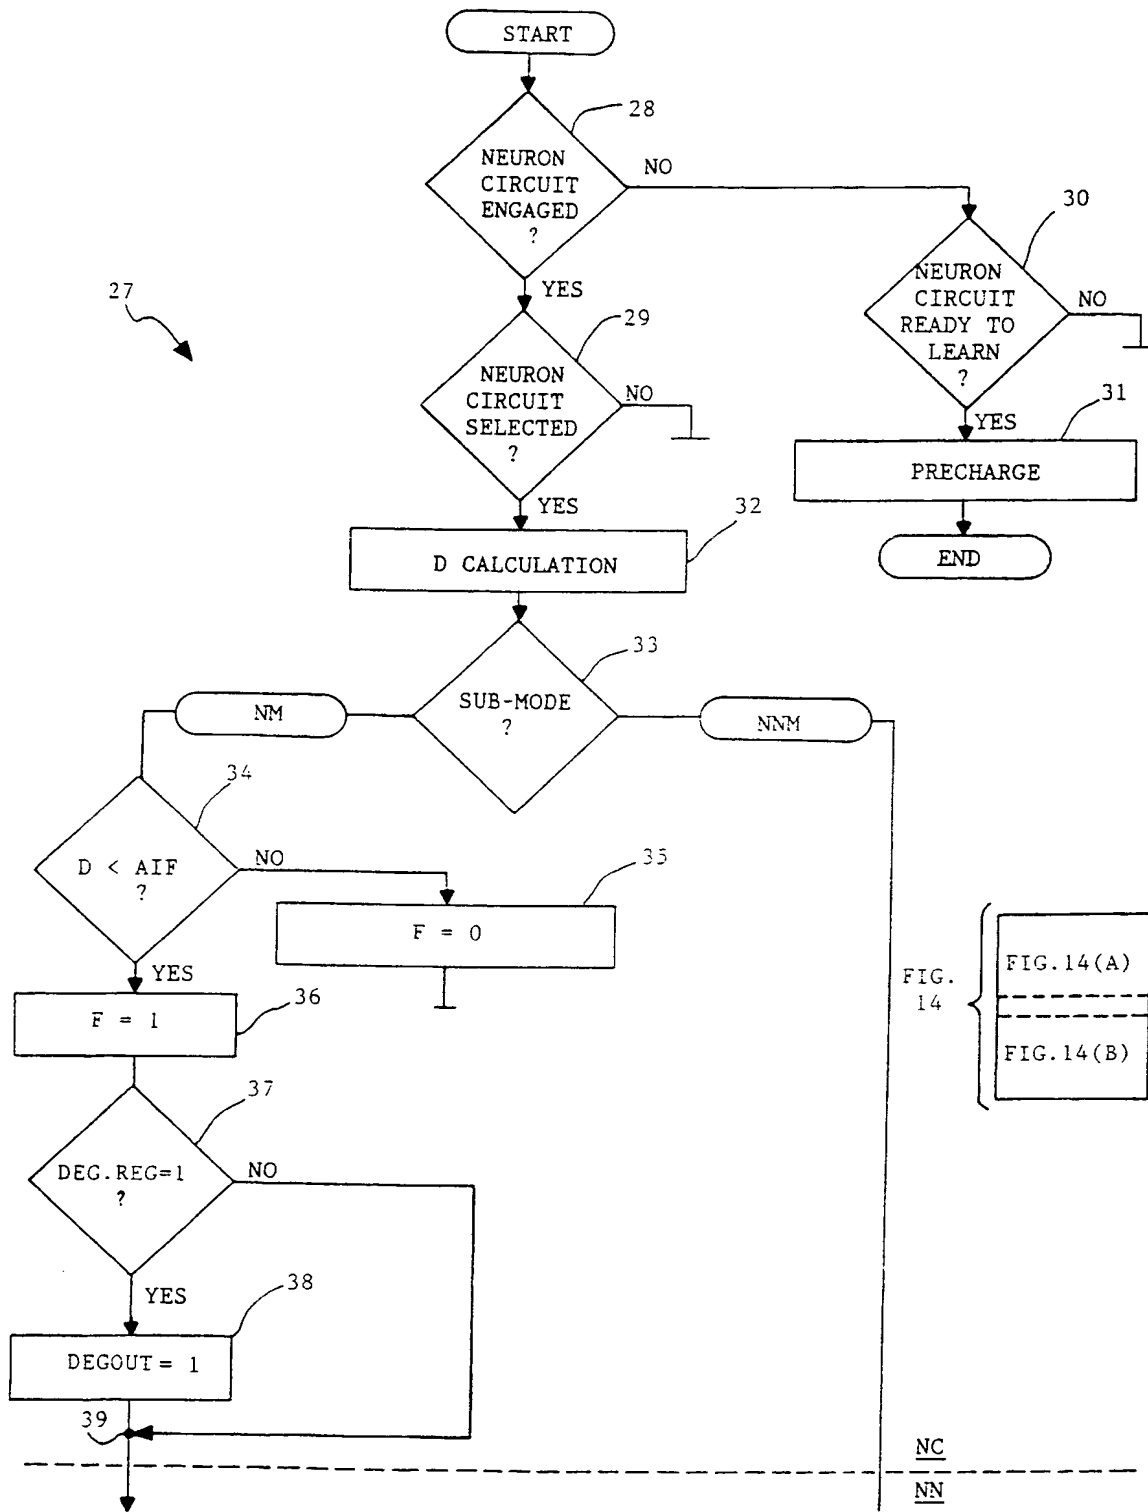 START
28
NEURON
CIRCUIT
ENGAGED
?
NO
YES
30
NEURON
CIRCUIT
READY TO
LEARN
?
NO
YES
27
29
NEURON
CIRCUIT
SELECTED
?
NO
YES
31
PRECHARGE
END
32
D CALCULATION
33
SUB-MODE
?
NM
NNM
34
D < AIF
?
NO
YES
35
F = 0
36
F = 1
FIG.
14
FIG.14(A)
FIG.14(B)
37
DEG.REG=1
?
NO
YES
38
DEGOUT = 1
39
NC
NN